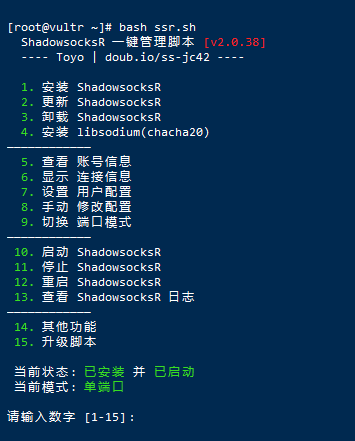 [root@vultr ~]# bash ssr.sh
ShadowsocksR 一键管理脚本 [v2.0.38]
---- Toyo | doub.io/ss-jc42 ----
1. 安装 ShadowsocksR
2. 更新 ShadowsocksR
3. 卸载 ShadowsocksR
4. 安装 libsodium(chacha20)
————————————
5. 查看 账号信息
6. 显示 连接信息
7. 设置 用户配置
8. 手动 修改配置
9. 切换 端口模式
————————————
10. 启动 ShadowsocksR
11. 停止 ShadowsocksR
12. 重启 ShadowsocksR
13. 查看 ShadowsocksR 日志
————————————
14. 其他功能
15. 升级脚本
当前状态: 已安装 并 已启动
当前模式: 单端口
请输入数字 [1-15]: